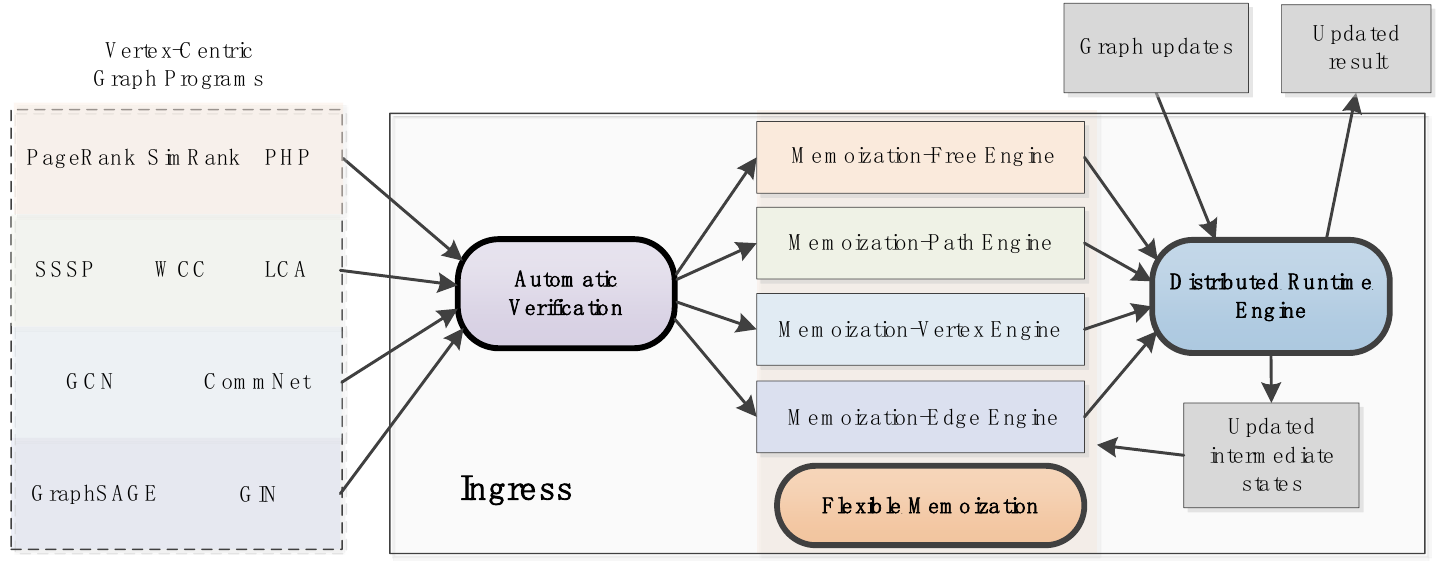 Vertex-Centric
Graph Programs
PageRank SimRank PHP
SSSP WCC LCA
GCN CommNet
GraphSAGE GIN
Automatic
Verification
Ingress
Memoization-Free Engine
Memoization-Path Engine
Memoization-Vertex Engine
Memoization-Edge Engine
Flexible Memoization
Graph updates
Updated
result
Distributed Runtime
Engine
Updated
intermediate
states